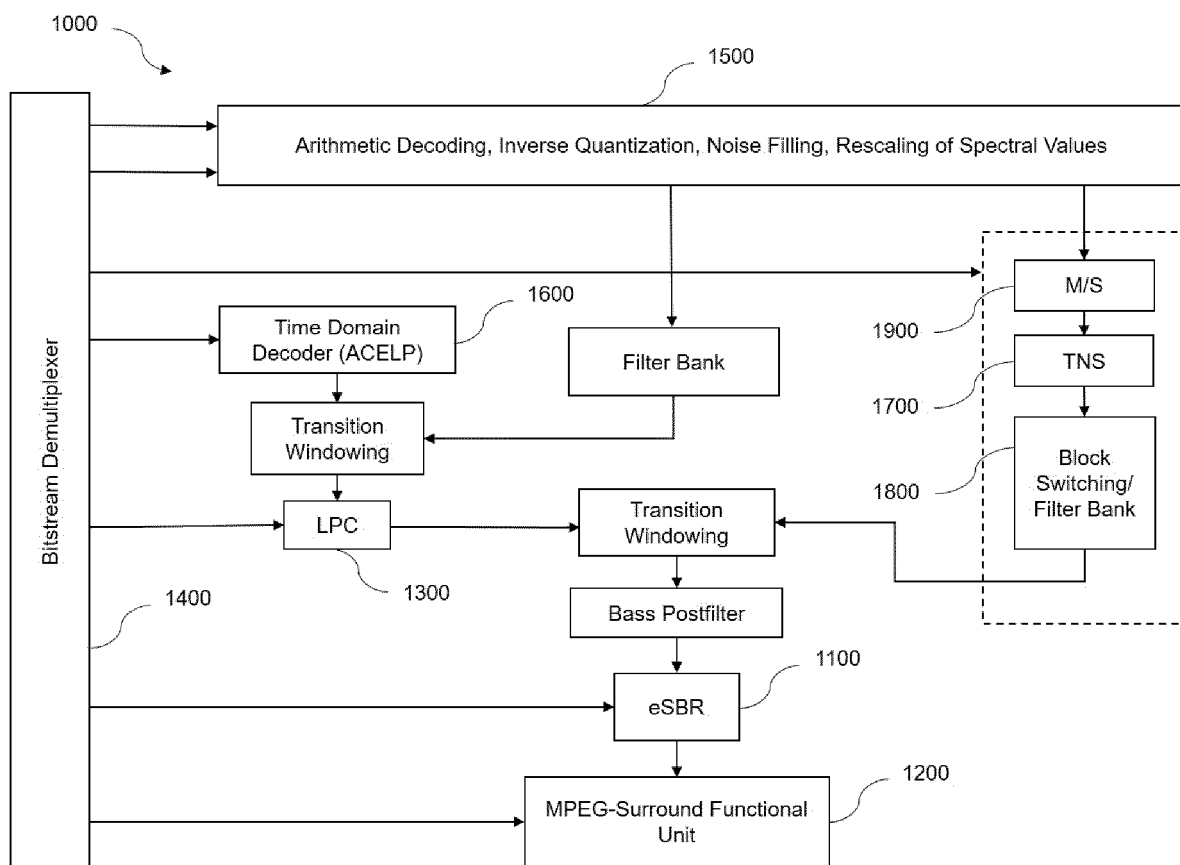 1000
1500
Arithmetic Decoding, Inverse Quantization, Noise Filling, Rescaling of Spectral Values
Bitstream Demultiplexer
1400
1600
Time Domain
Decoder (ACELP)
Filter Bank
M/S
1900
TNS
1700
Transition
Windowing
Block
Switching/
Filter Bank
1800
LPC
1300
Transition
Windowing
Bass Postfilter
1100
eSBR
1200
MPEG-Surround Functional
Unit